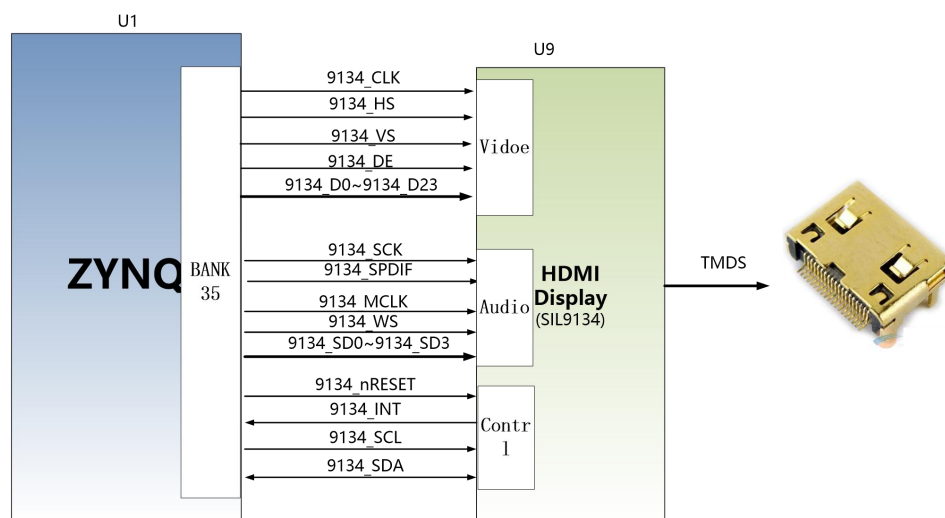 U1
U9
9134_CLK
9134_HS
9134_VS
9134_DE
9134_D0~9134_D23
Vidoe
ZYNQ
BANK
35
9134_SCK
9134_SPDIF
9134_MCLK
9134_WS
9134_SD0~9134_SD3
Audio
HDMI
Display
(SIL9134)
TMDS
9134_nRESET
9134_INT
9134_SCL
9134_SDA
Contr
l